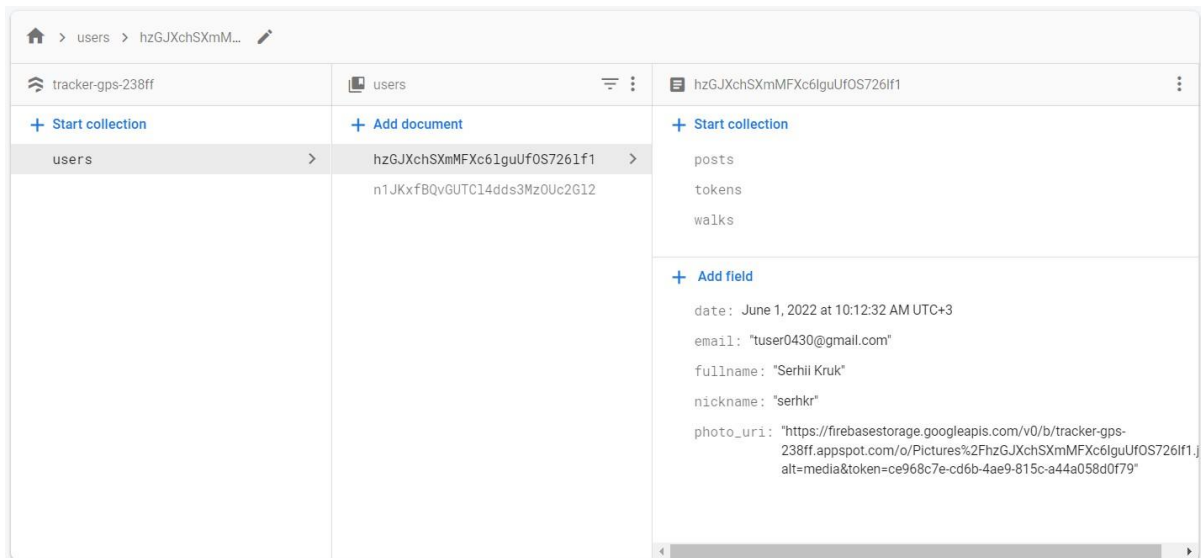 users > hzGJXchSXmM...
tracker-gps-238ff
users
hzGJXchSXmMFXc6lguUfOS726lf1
+ Start collection
+ Add document
+ Start collection
users
hzGJXchSXmMFXc6lguUfOS726lf1
n1JKxfBQvGUTCl4dds3MzOUc2Gl2
posts
tokens
walks
+ Add field
date: June 1, 2022 at 10:12:32 AM UTC+3
email: "tuser0430@gmail.com"
fullname: "Serhii Kruk"
nickname: "serhkr"
photo_uri: "https://firebasestorage.googleapis.com/v0/b/tracker-gps-
238ff.appspot.com/o/Pictures%2FhzGJXchSXmMFXc6lguUfOS726lf1.j
alt=media&token=ce968c7e-cd6b-4ae9-815c-a44a058d0f79"